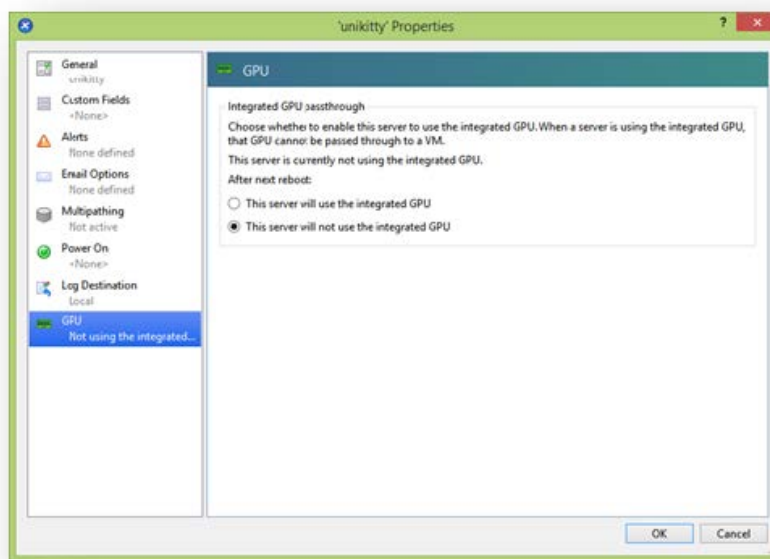 'unikitty' Properties
?
General
unikitty
Custom Fields
<None>
Alerts
None defined
Email Options
None defined
Multipathing
Not active
Power On
<None>
Log Destination
Local
GPU
Not using the integrated...
GPU
Integrated GPU passthrough
Choose whether to enable this server to use the integrated GPU. When a server is using the integrated GPU,
that GPU cannot be passed through to a VM.
This server is currently not using the integrated GPU.
After next reboot:
This server will use the integrated GPU
This server will not use the integrated GPU
OK
Cancel